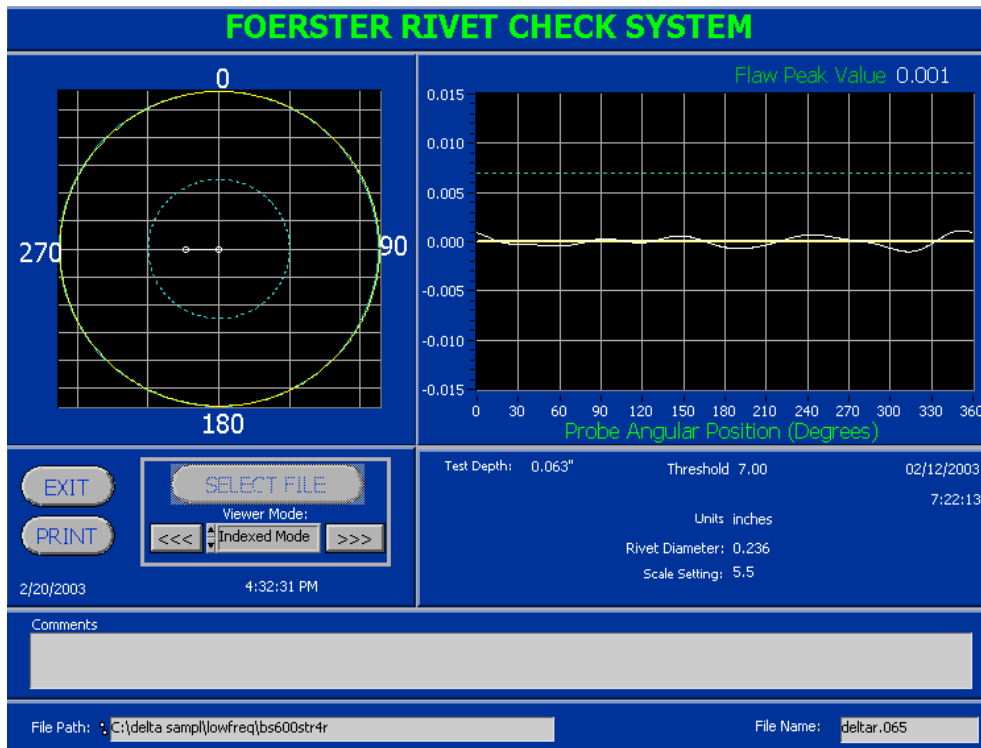 FOERSTER RIVET CHECK SYSTEM
0
270
90
180
Flaw Peak Value 0.001
0.015
0.010
0.005
0.000
-0.005
-0.010
-0.015
0 30 60 90 120 150 180 210 240 270 300 330 360
Probe Angular Position (Degrees)
EXIT
PRINT
SELECT FILE
Viewer Mode:
<<< Indexed Mode >>>
2/20/2003 4:32:31 PM
Test Depth: 0.063" Threshold 7.00 02/12/2003
7:22:13
Units inches
Rivet Diameter: 0.236
Scale Setting: 5.5
Comments
File Path: C:\delta sampl\lowfreq\bs600str4r File Name: deltar.065